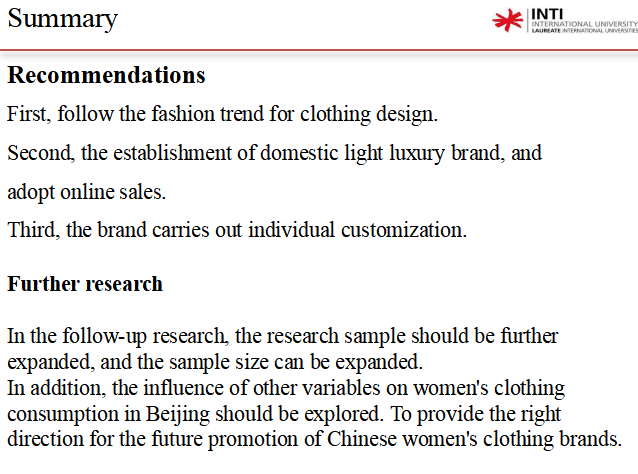 Summary
INTI
INTERNATIONAL UNIVERSITY
LAUREATE INTERNATIONAL UNIVERSITIES
Recommendations
First, follow the fashion trend for clothing design.
Second, the establishment of domestic light luxury brand, and
adopt online sales.
Third, the brand carries out individual customization.
Further research
In the follow-up research, the research sample should be further
expanded, and the sample size can be expanded.
In addition, the influence of other variables on women's clothing
consumption in Beijing should be explored. To provide the right
direction for the future promotion of Chinese women's clothing brands.